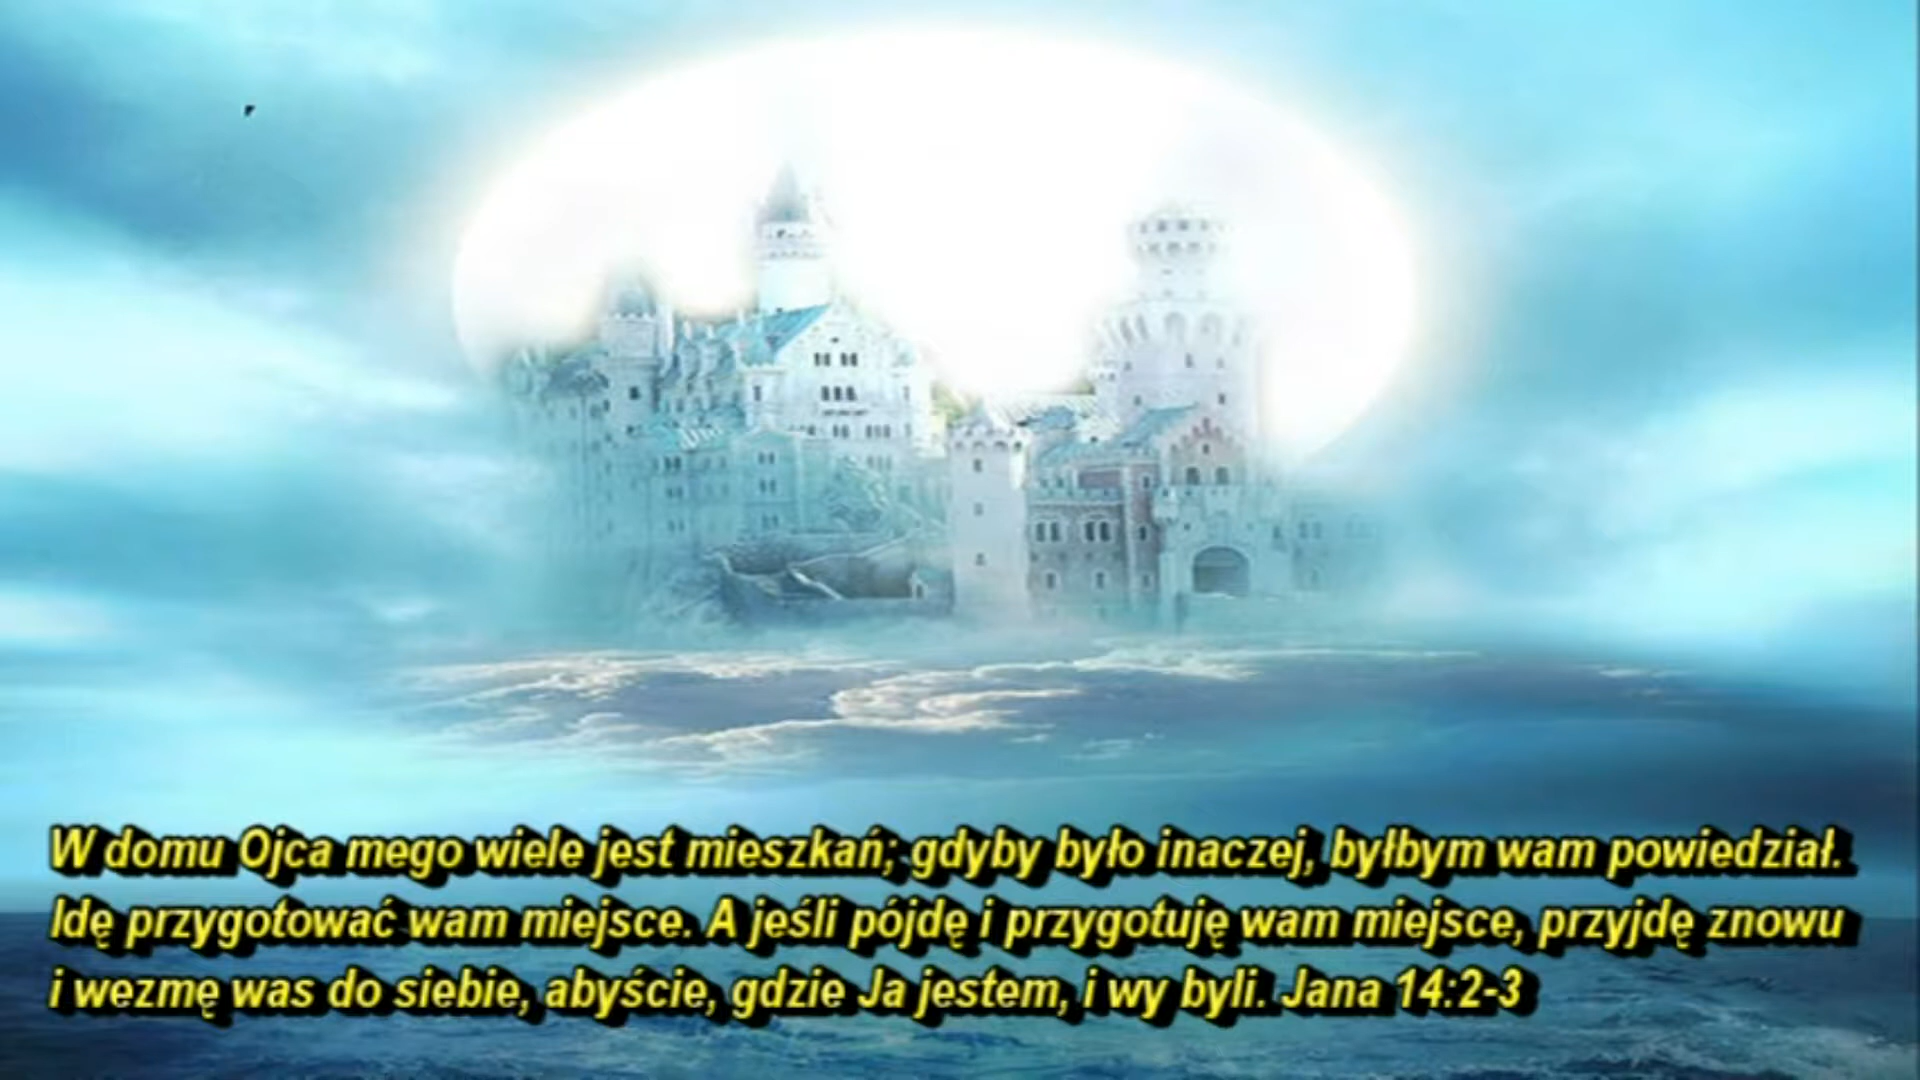 W domu Ojca mego wiele jest mieszkań; gdyby było inaczej, byłbym wam powiedział.
Idę przygotować wam miejsce. A jeśli pójdę i przygotuję wam miejsce, przyjdę znowu
i wezmę was do siebie, abyście, gdzie Ja jestem, i wy byli. Jana 14:2-3